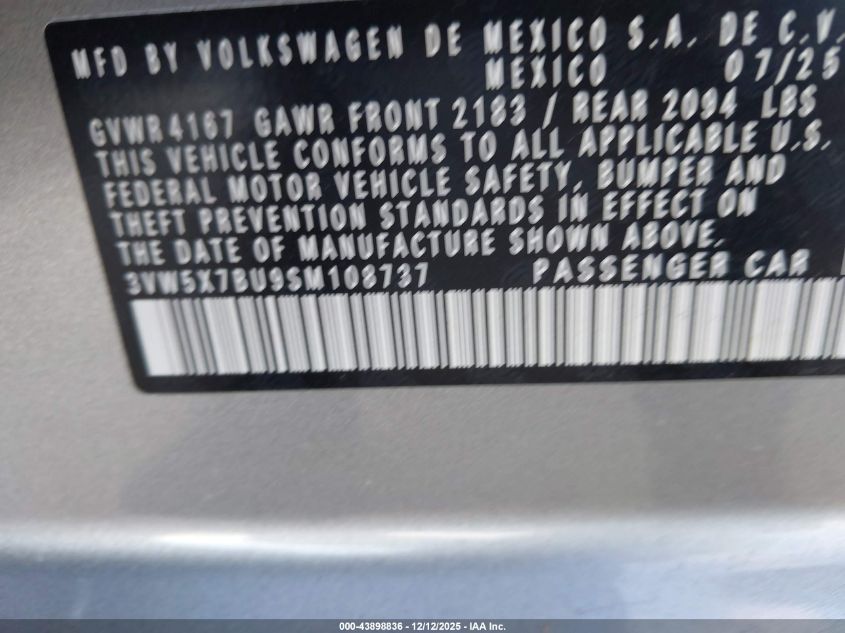 MFD BY VOLKSWAGEN DE MEXICO S.A. DE C.V.
MEXICO 07/25
GVWR 4167 GAWR FRONT 2183 / REAR 2094 LBS
THIS VEHICLE CONFORMS TO ALL APPLICABLE U.S.
FEDERAL MOTOR VEHICLE SAFETY, BUMPER AND
THEFT PREVENTION STANDARDS IN EFFECT ON
THE DATE OF MANUFACTURE SHOWN ABOVE.
3VW5X7BU9SM108737 PASSENGER CAR
000-43898836 - 12/12/2025 - IAA Inc.